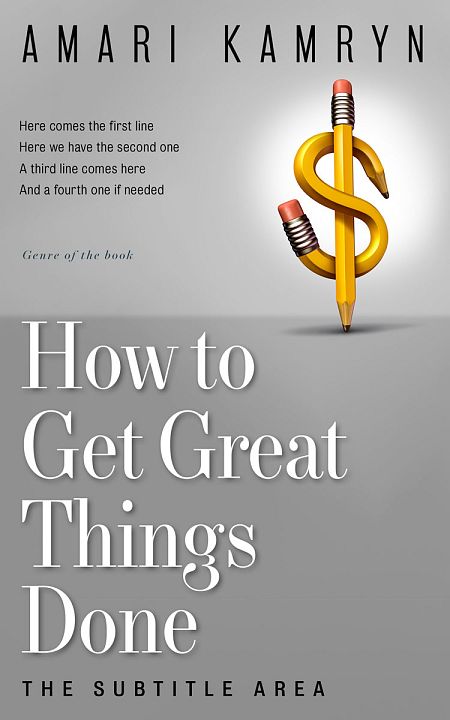 AMARI KAMRYN
Here comes the first line
Here we have the second one
A third line comes here
And a fourth one if needed
Genre of the book
How to
Get Great
Things
Done
THE SUBTITLE AREA